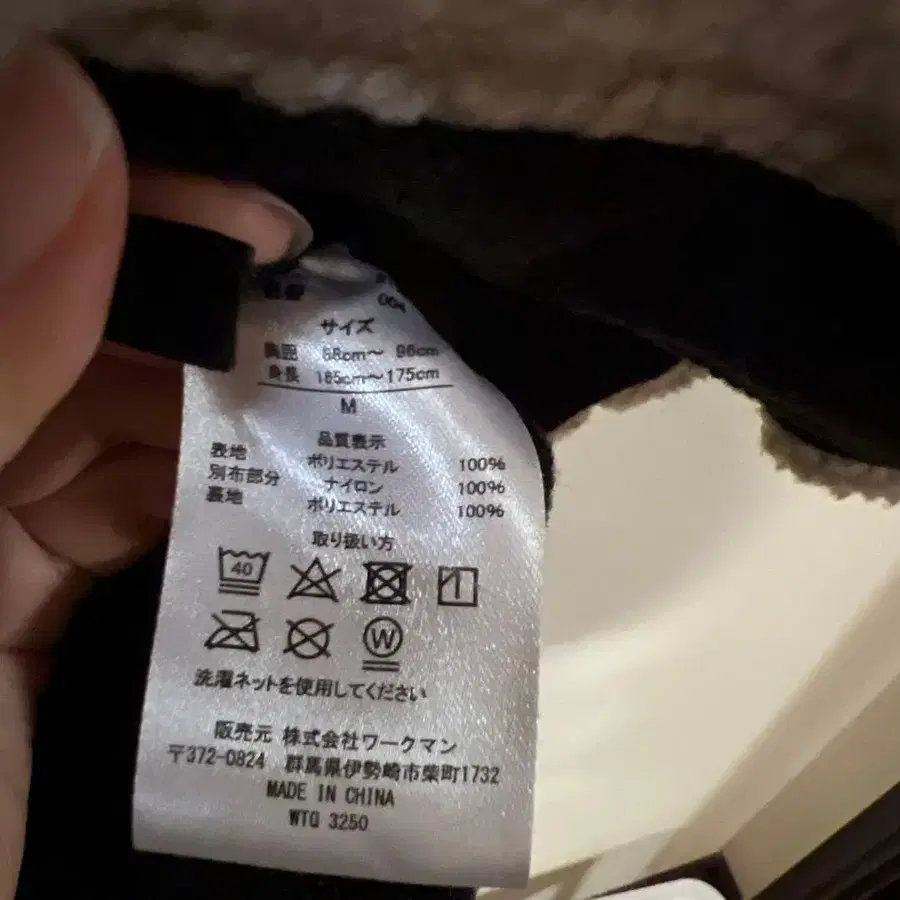 サイズ
胸囲 88cm～ 96cm
身長 165cm～175cm
M
品質表示
表地 ポリエステル 100%
別布部分 ナイロン 100%
裏地 ポリエステル 100%
取り扱い方
40
W
洗濯ネットを使用してください
販売元 株式会社ワークマン
〒372-0824 群馬県伊勢崎市柴町1732
MADE IN CHINA
WTQ 3250